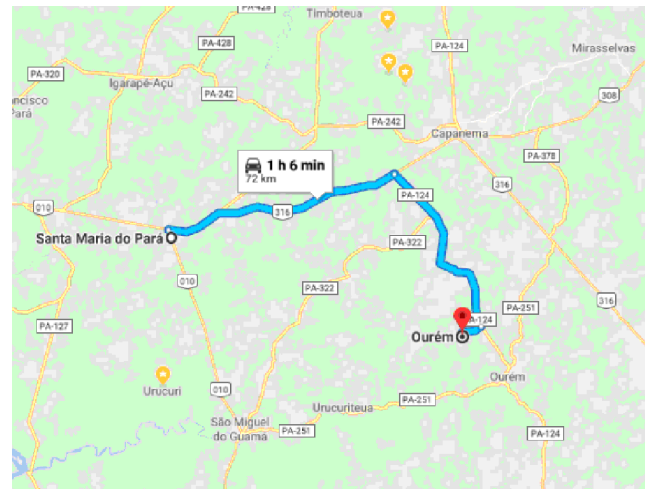 PA-428
Timboteua
PA-428
PA-124
Mirasselvas
PA-320
Igarapé-Açu
PA-242
308
ncisco
Pará
PA-242
Capanema
PA-378
1 h 6 min
72 km
316
PA-124
010
316
Santa Maria do Pará
PA-322
010
PA-322
316
PA-251
PA-127
A-124
Ourém
Ourém
Urucuri
010
PA-251
Urucuriteua
São Miguel
do Guamá
PA-251
PA-124